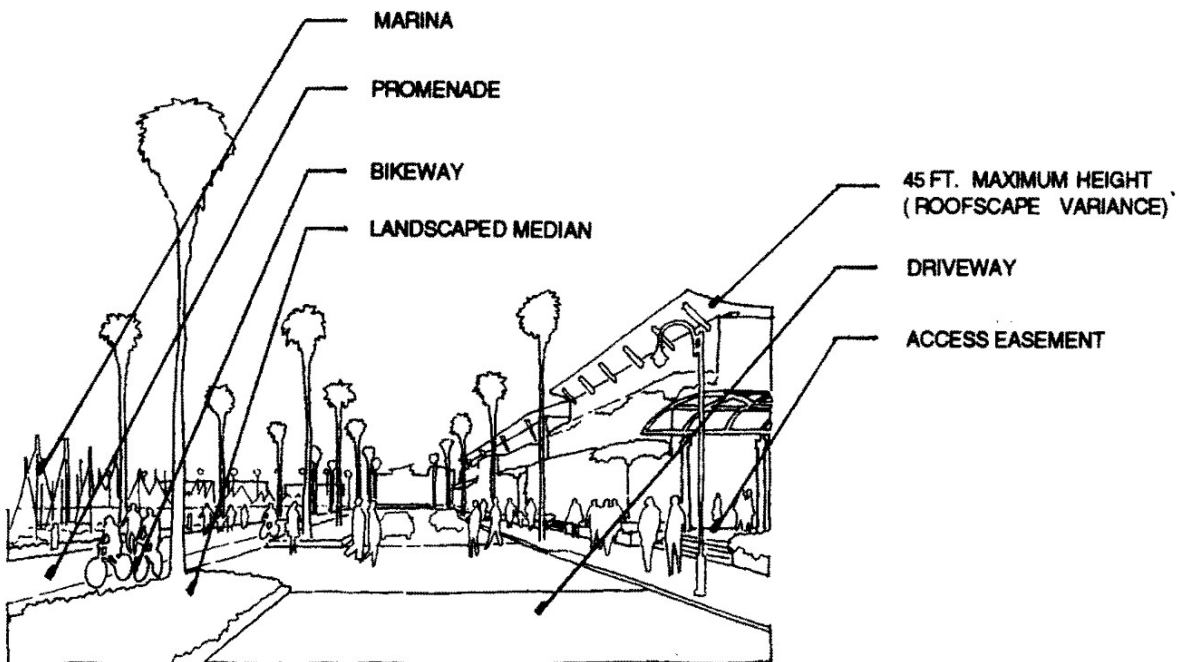 MARINA
PROMENADE
BIKEWAY
LANDSCAPED MEDIAN
45 FT. MAXIMUM HEIGHT
(ROOFSCAPE VARIANCE)
DRIVEWAY
ACCESS EASEMENT